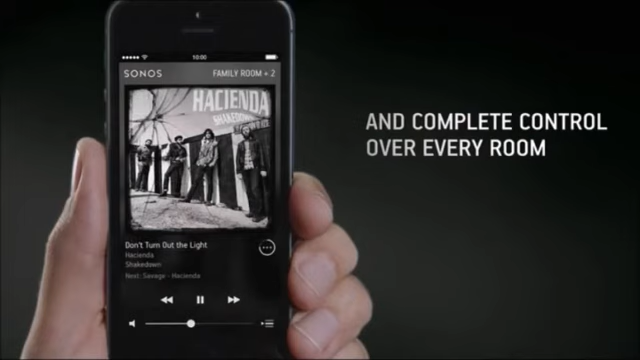 10:00
SONOS
FAMILY ROOM + 2
HACIENDA
SHAKEDOWN
Don't Turn Out the Light
Hacienda
Shakedown
Next: Savage - Hacienda
AND COMPLETE CONTROL
OVER EVERY ROOM